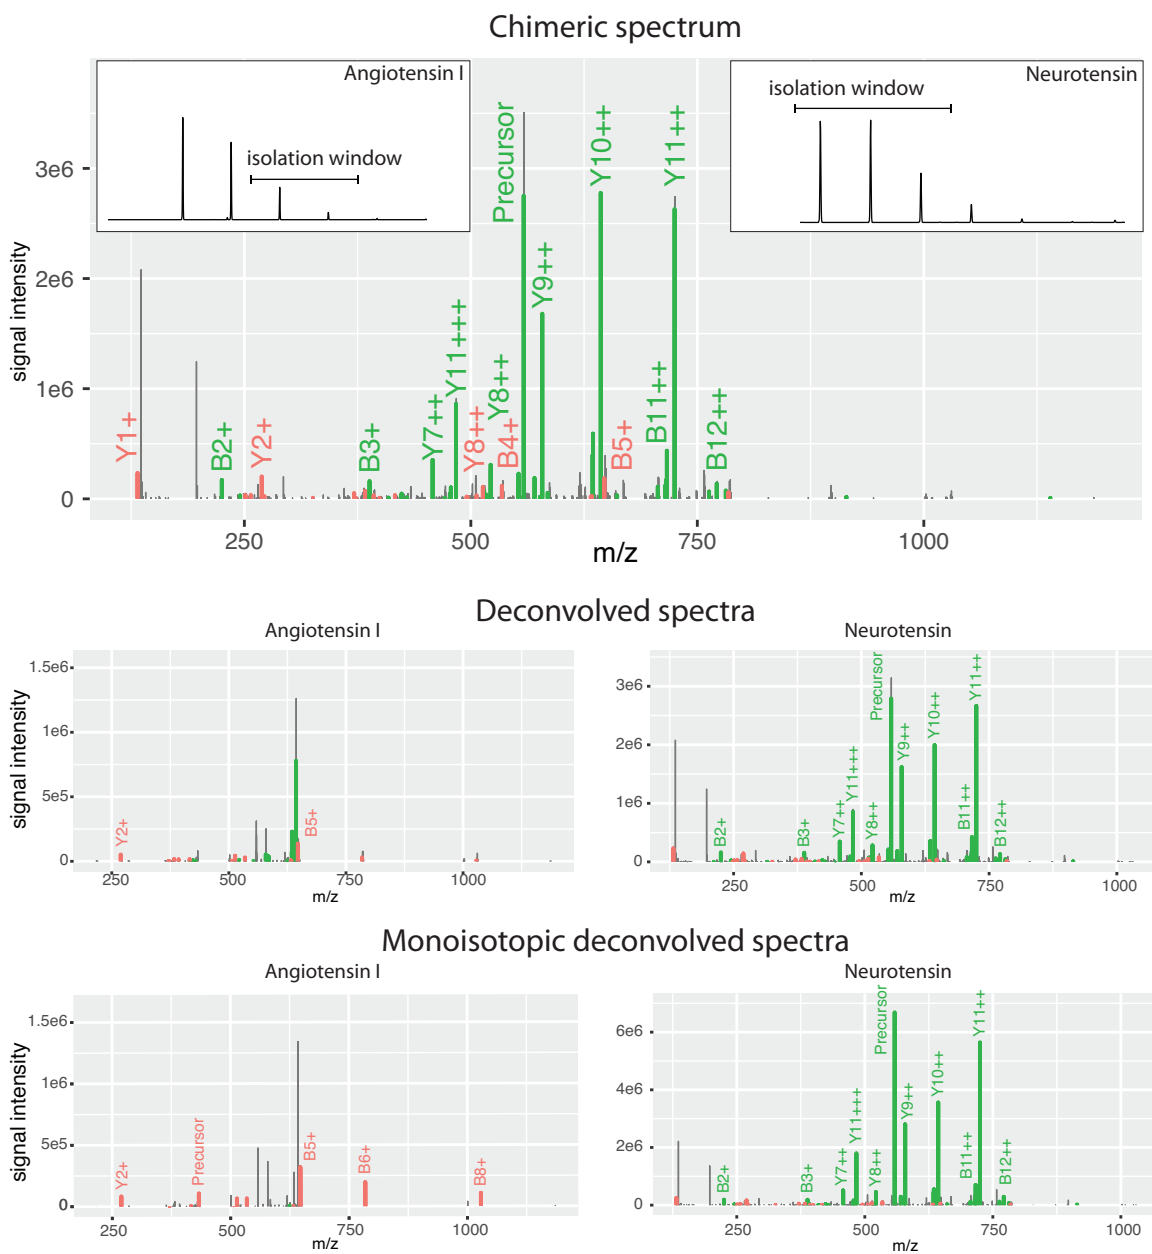 Chimeric spectrum
Angiotensin I
isolation window
Neurotensin
isolation window
signal intensity
3e6
2e6
1e6
0
Y1+
B2+
Y2+
B3+
Y7++
Y11+++
Y8++
Y8++
B4+
Precursor
Y9++
Y10++
B5+
B11++
Y11++
B12++
250
500
750
1000
m/z
Deconvolved spectra
Angiotensin I
signal intensity
1.5e6
1e6
5e5
0
Y2+
B5+
250
500
750
1000
m/z
Neurotensin
3e6
2e6
1e6
0
B2+
B3+
Y7++
Y11+++
Y8++
Precursor
Y9++
Y10++
B11++
Y11++
B12++
250
500
750
1000
m/z
Monoisotopic deconvolved spectra
Angiotensin I
signal intensity
1.5e6
1e6
5e5
0
Y2+
Precursor
B5+
B6+
B8+
250
500
750
1000
m/z
Neurotensin
6e6
4e6
2e6
0
B2+
B3+
Y7++
Y11+++
Y8++
Precursor
Y9++
Y10++
B11++
Y11++
B12++
250
500
750
1000
m/z